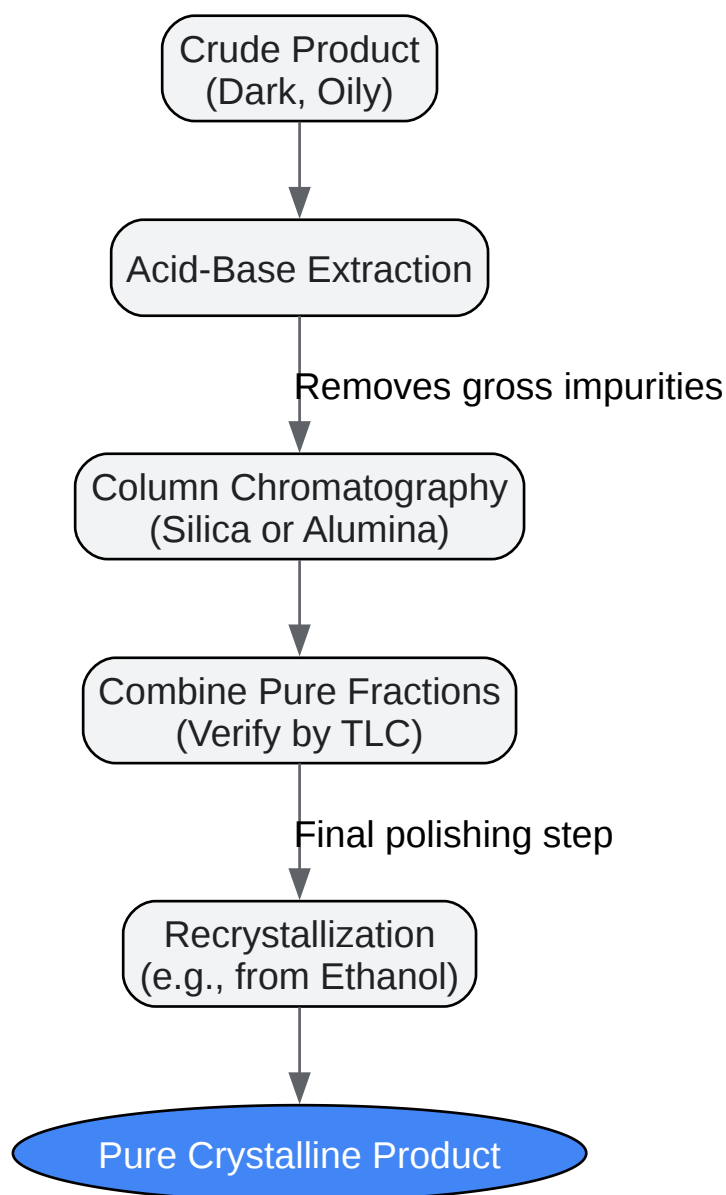 Crude Product
(Dark, Oily)
Acid-Base Extraction
Removes gross impurities
Column Chromatography
(Silica or Alumina)
Combine Pure Fractions
(Verify by TLC)
Final polishing step
Recrystallization
(e.g., from Ethanol)
Pure Crystalline Product